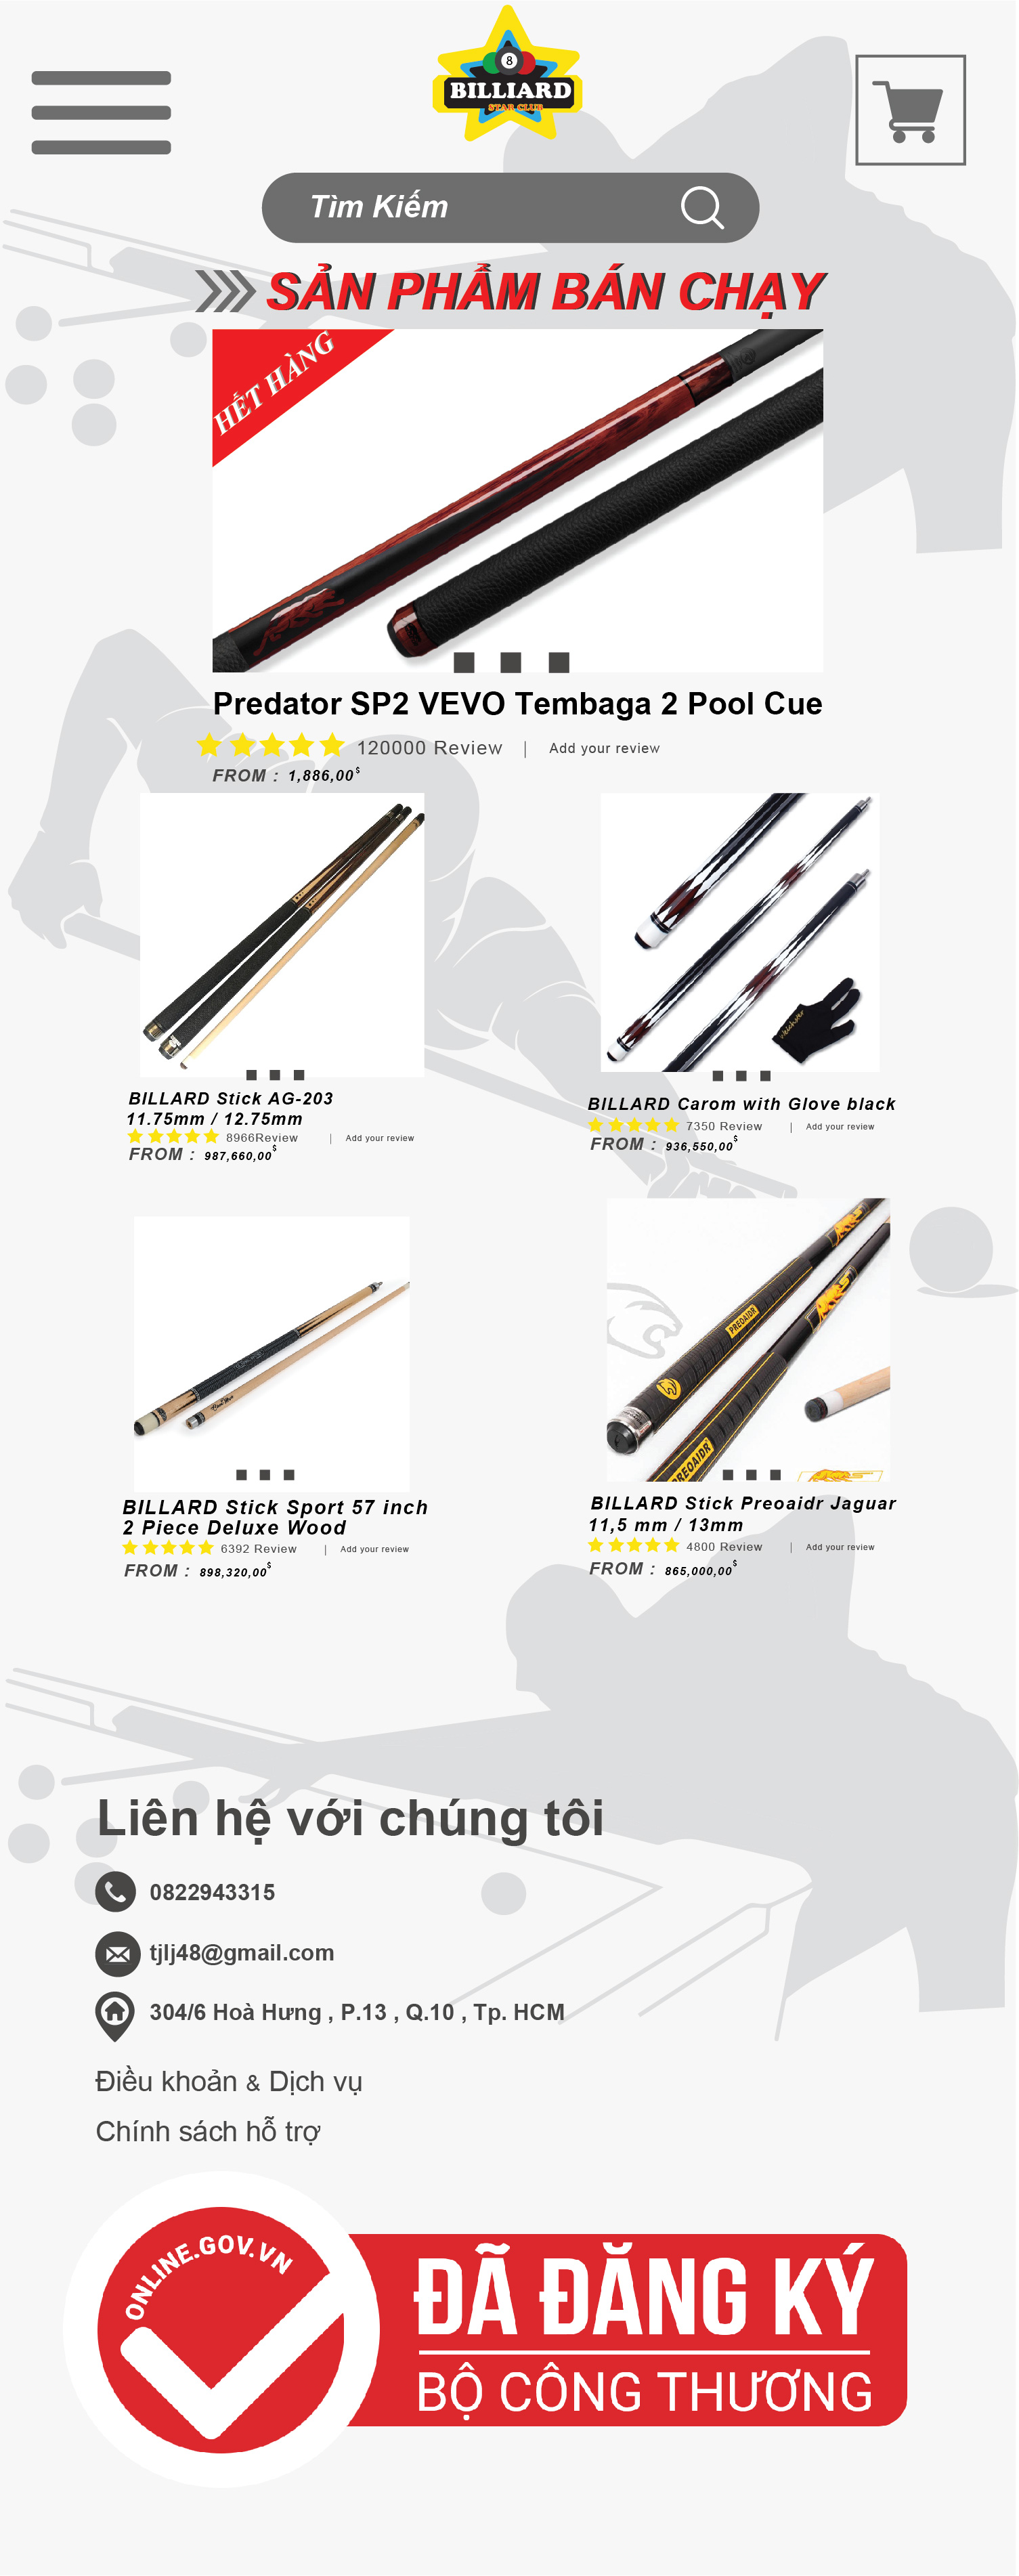 8
BILLIARD
STAR CLUB
Tìm Kiếm
SẢN PHẨM BÁN CHẠY
HẾT HÀNG
Predator SP2 VEVO Tembaga 2 Pool Cue
120000 Review | Add your review
FROM : 1,886,00$
BILLARD Stick AG-203
11.75mm / 12.75mm
8966Review | Add your review
FROM : 987,660,00$
BILLARD Carom with Glove black
7350 Review | Add your review
FROM : 936,550,00$
PREOAIDR
PREOAIDR
BILLARD Stick Sport 57 inch
2 Piece Deluxe Wood
6392 Review | Add your review
FROM : 898,320,00$
BILLARD Stick Preoaidr Jaguar
11,5 mm / 13mm
4800 Review | Add your review
FROM : 865,000,00$
Liên hệ với chúng tôi
0822943315
tjlj48@gmail.com
304/6 Hoà Hưng , P.13 , Q.10 , Tp. HCM
Điều khoản & Dịch vụ
Chính sách hỗ trợ
ONLINE.GOV.VN
ĐÃ ĐĂNG KÝ
BỘ CÔNG THƯƠNG